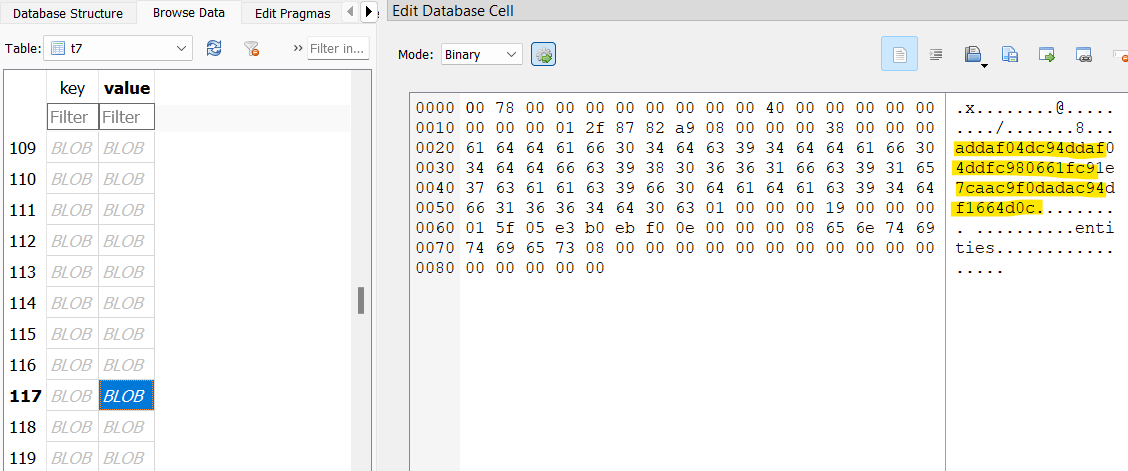 Database Structure Browse Data Edit Pragmas
Edit Database Cell
Table: t7 » Filter in...
Mode: Binary
key value
Filter Filter
109 BLOB BLOB
110 BLOB BLOB
111 BLOB BLOB
112 BLOB BLOB
113 BLOB BLOB
114 BLOB BLOB
115 BLOB BLOB
116 BLOB BLOB
117 BLOB BLOB
118 BLOB BLOB
119 BLOB BLOB
0000 00 78 00 00 00 00 00 00 00 00 40 00 00 00 00 00 .x........@.....
0010 00 00 00 01 2f 87 82 a9 08 00 00 00 38 00 00 00 ..../.......8...
0020 61 64 64 61 66 30 34 64 63 39 34 64 64 61 66 30 addaf04dc94ddaf0
0030 34 64 64 66 63 39 38 30 36 36 31 66 63 39 31 65 4ddfc980661fc91e
0040 37 63 61 61 63 39 66 30 64 61 64 61 63 39 34 64 7caac9f0dadac94d
0050 66 31 36 36 34 64 30 63 01 00 00 00 19 00 00 00 f1664d0c........
0060 01 5f 05 e3 b0 eb f0 0e 00 00 00 08 65 6e 74 69 . ..........enti
0070 74 69 65 73 08 00 00 00 00 00 00 00 00 00 00 00 ties............
0080 00 00 00 00 00 .....